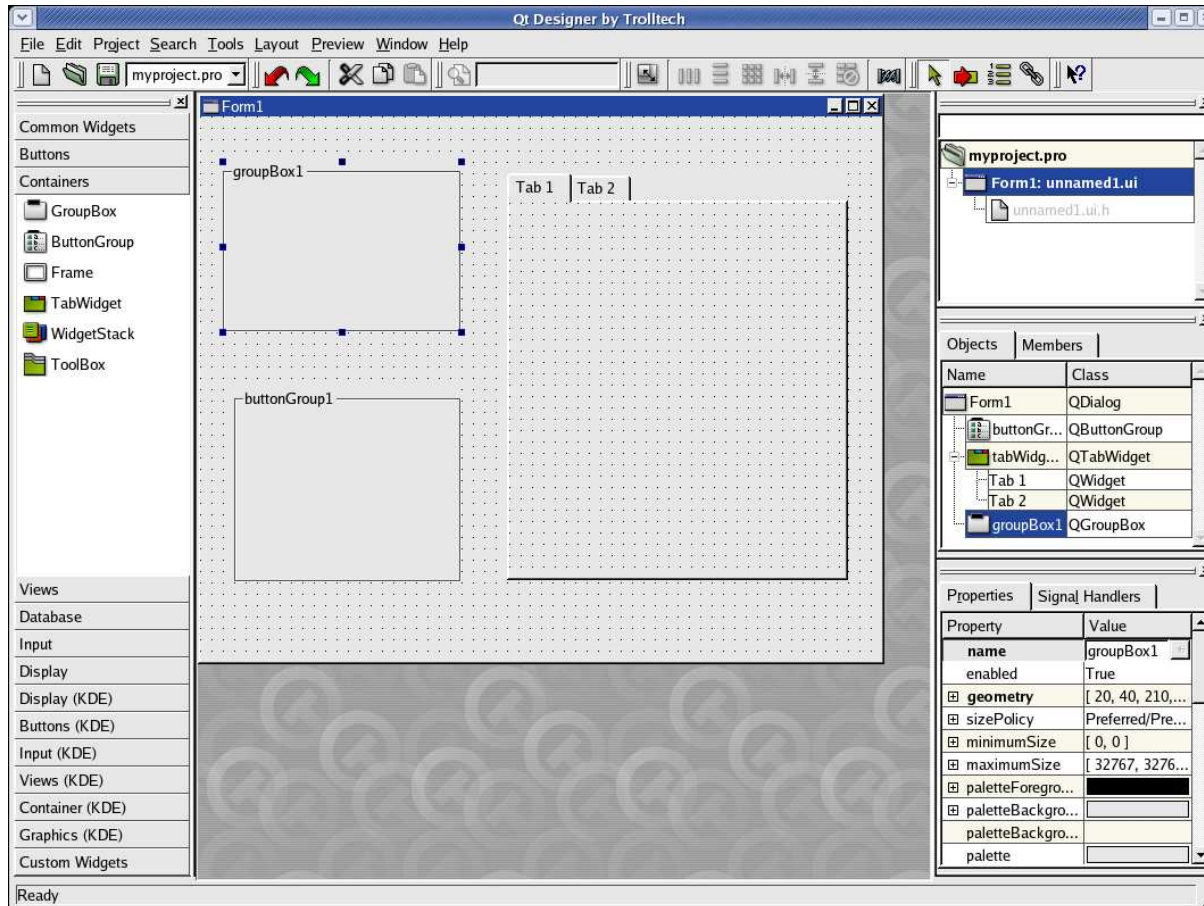 Qt Designer by Trolltech
File Edit Project Search Tools Layout Preview Window Help
myproject.pro
Common Widgets
Buttons
Containers
GroupBox
ButtonGroup
Frame
TabWidget
WidgetStack
ToolBox
Views
Database
Input
Display
Display (KDE)
Buttons (KDE)
Input (KDE)
Views (KDE)
Container (KDE)
Graphics (KDE)
Custom Widgets
Form1
groupBox1
buttonGroup1
Tab 1 Tab 2
myproject.pro
Form1: unnamed1.ui
unnamed1.ui.h
Objects Members
Name Class
Form1 QDialog
buttonGr... QButtonGroup
tabWidg... QTabWidget
Tab 1 QWidget
Tab 2 QWidget
groupBox1 QGroupBox
Properties Signal Handlers
Property Value
name groupBox1
enabled True
geometry [ 20, 40, 210,...
sizePolicy Preferred/Pre...
minimumSize [ 0, 0 ]
maximumSize [ 32767, 3276...
paletteForegro...
paletteBackgro...
paletteBackgro...
palette
Ready